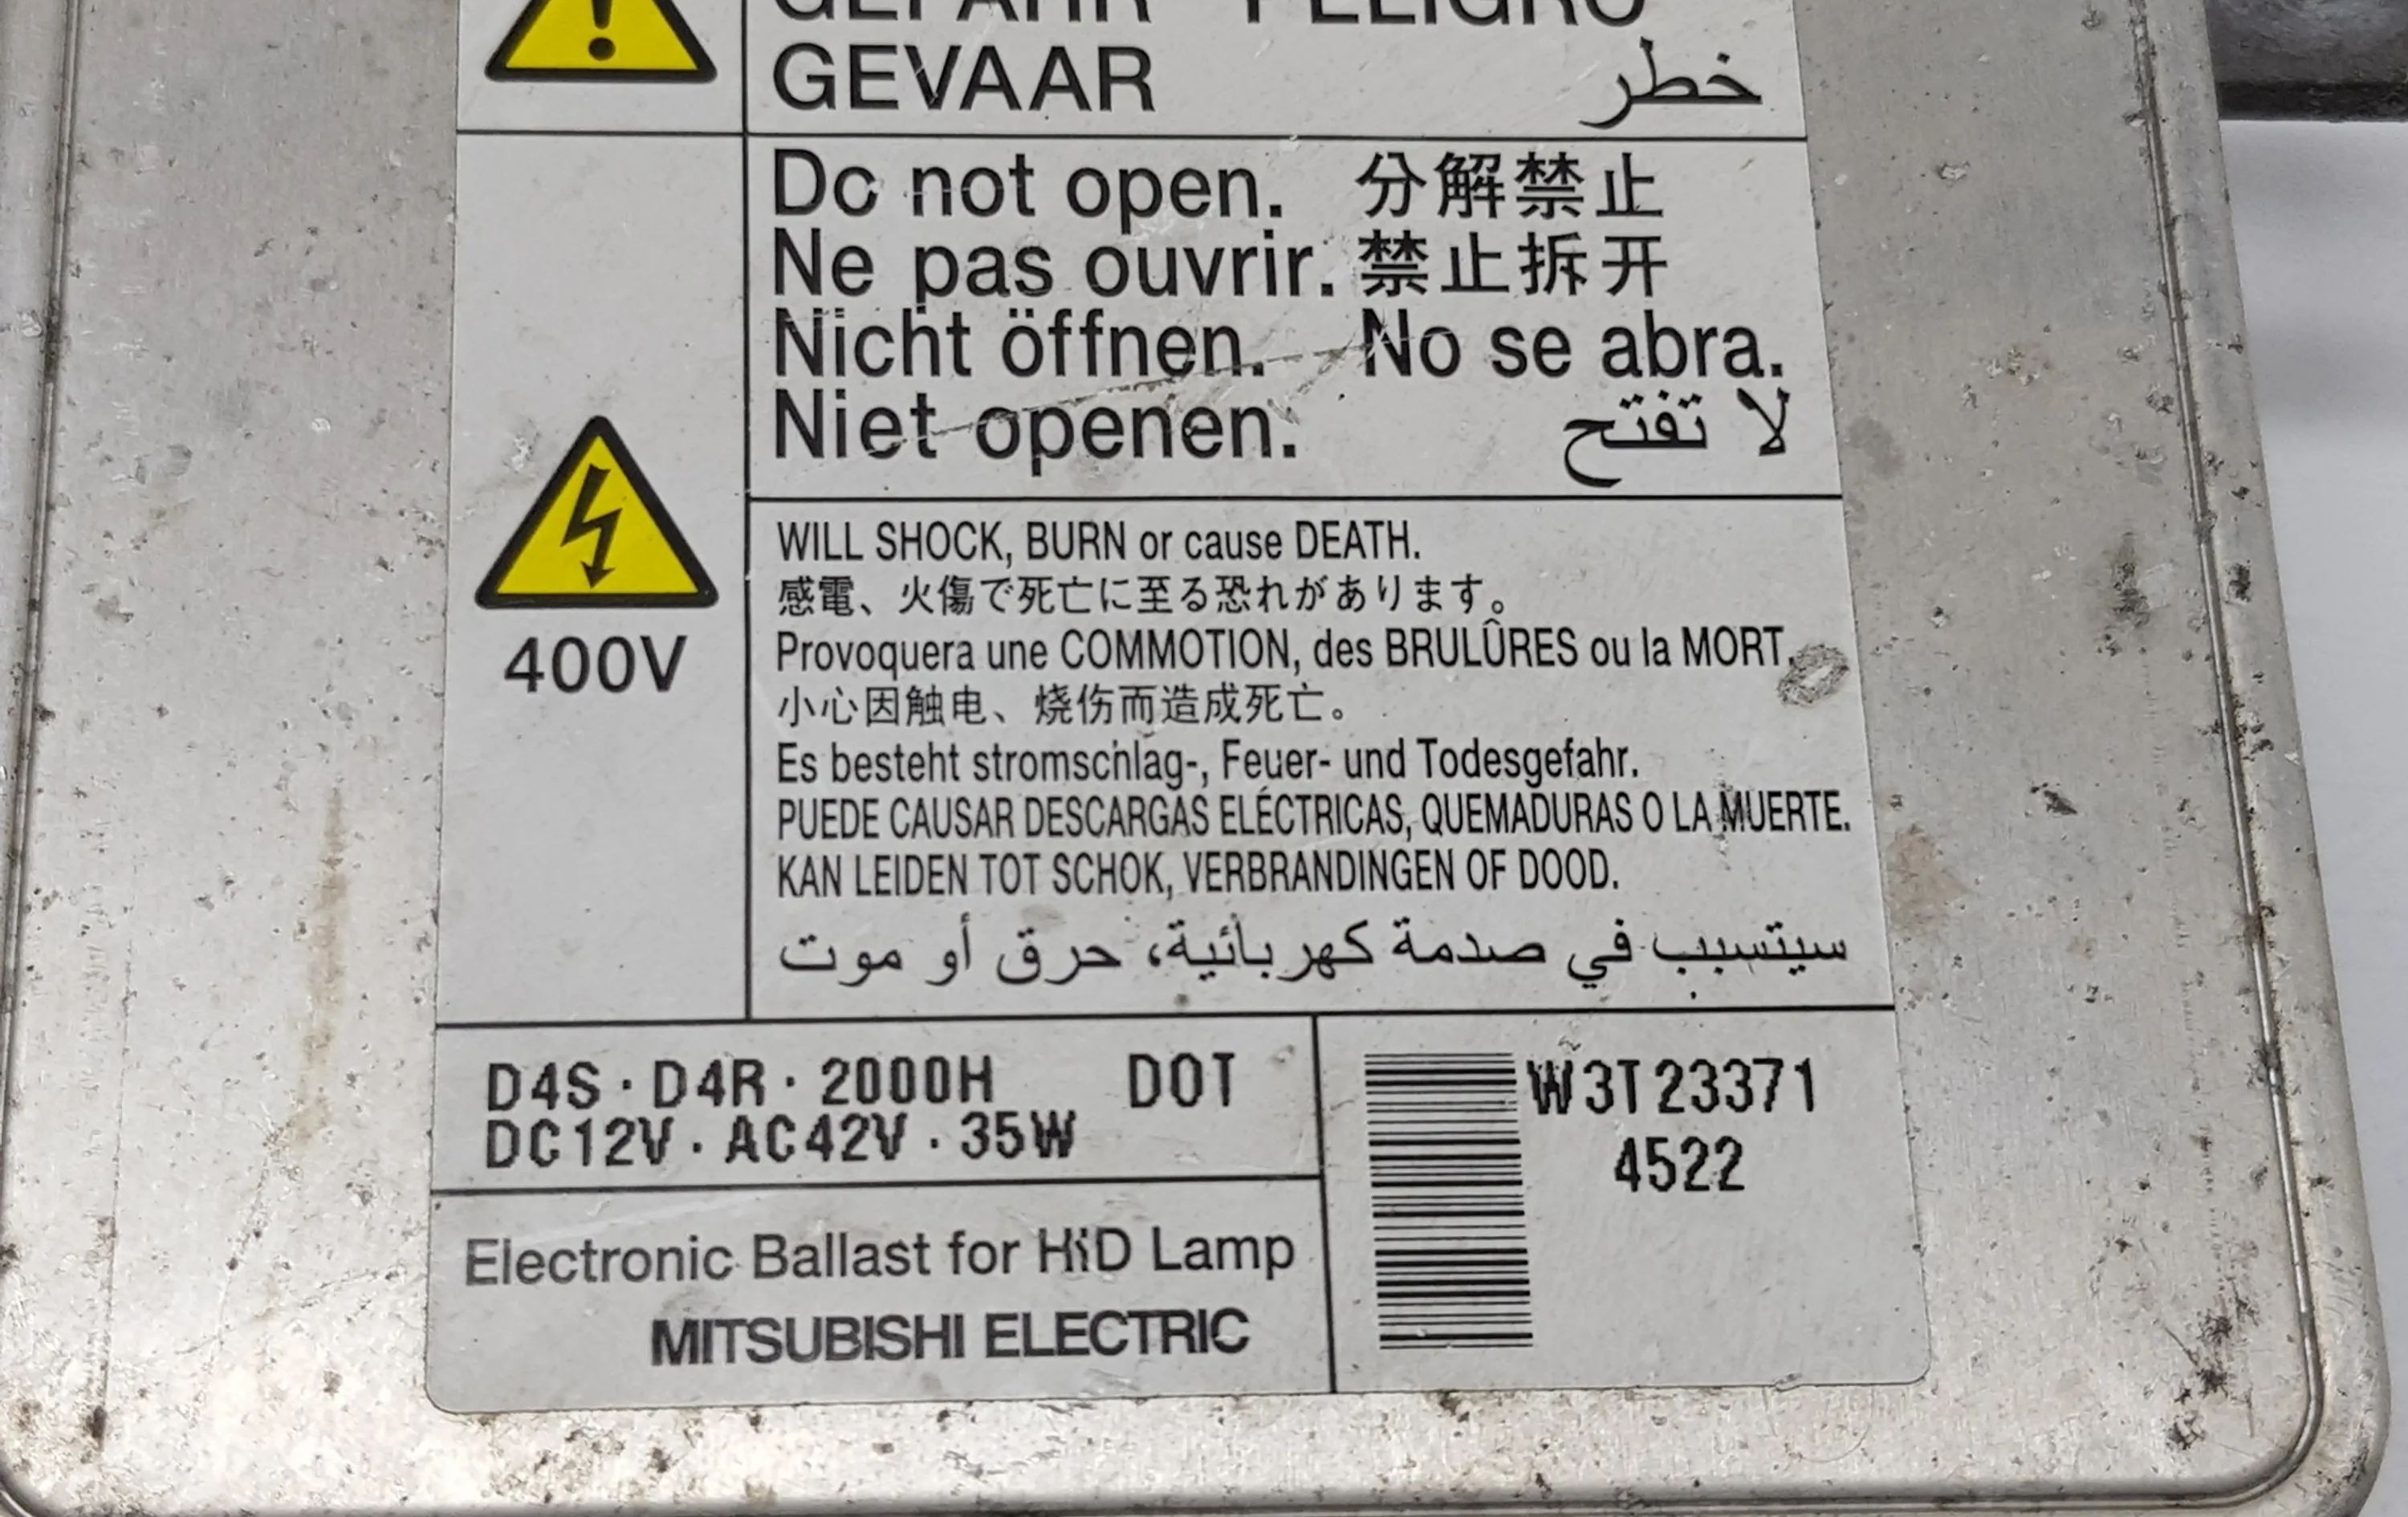 GEFAHR PELIGRO
GEVAAR خطر
Do not open. 分解禁止
Ne pas ouvrir. 禁止拆开
Nicht öffnen. No se abra.
Niet openen. لا تفتح
WILL SHOCK, BURN or cause DEATH.
感電、火傷で死亡に至る恐れがあります。
400V
Provoquera une COMMOTION, des BRULÛRES ou la MORT.
小心因触电、烧伤而造成死亡。
Es besteht stromschlag-, Feuer- und Todesgefahr.
PUEDE CAUSAR DESCARGAS ELÉCTRICAS, QUEMADURAS O LA MUERTE.
KAN LEIDEN TOT SCHOK, VERBRANDINGEN OF DOOD.
سيتسبب في صدمة كهربائية، حرق أو موت
D4S · D4R · 2000H DOT
DC12V · AC42V · 35W
W3T23371
4522
Electronic Ballast for HiD Lamp
MITSUBISHI ELECTRIC